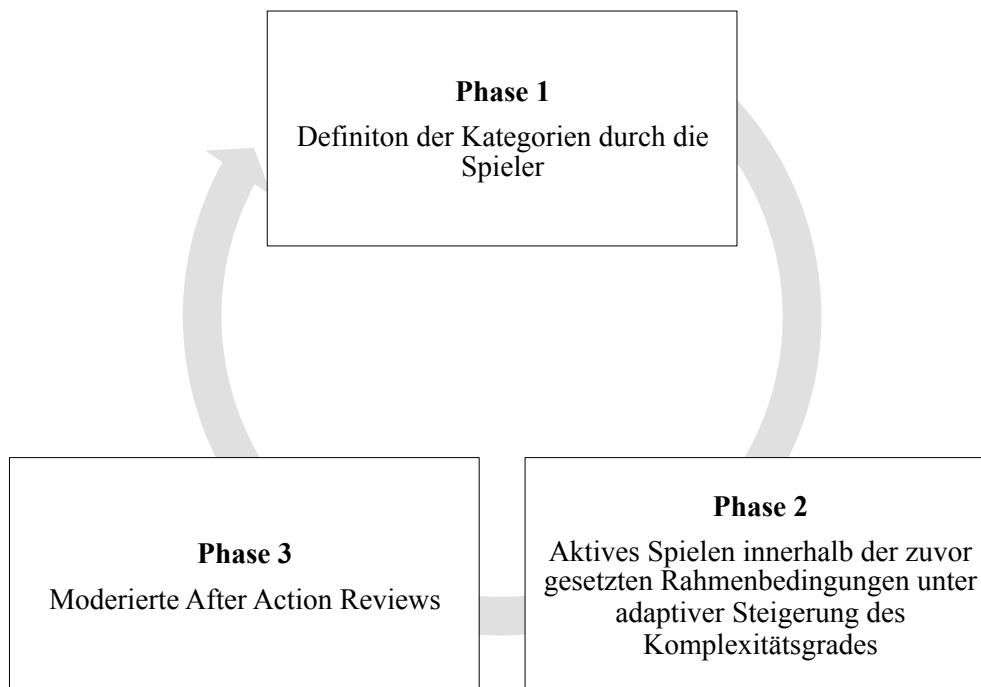 Phase 1
Definiton der Kategorien durch die
Spieler
Phase 2
Aktives Spielen innerhalb der zuvor
gesetzten Rahmenbedingungen unter
adaptiver Steigerung des
Komplexitätsgrades
Phase 3
Moderierte After Action Reviews